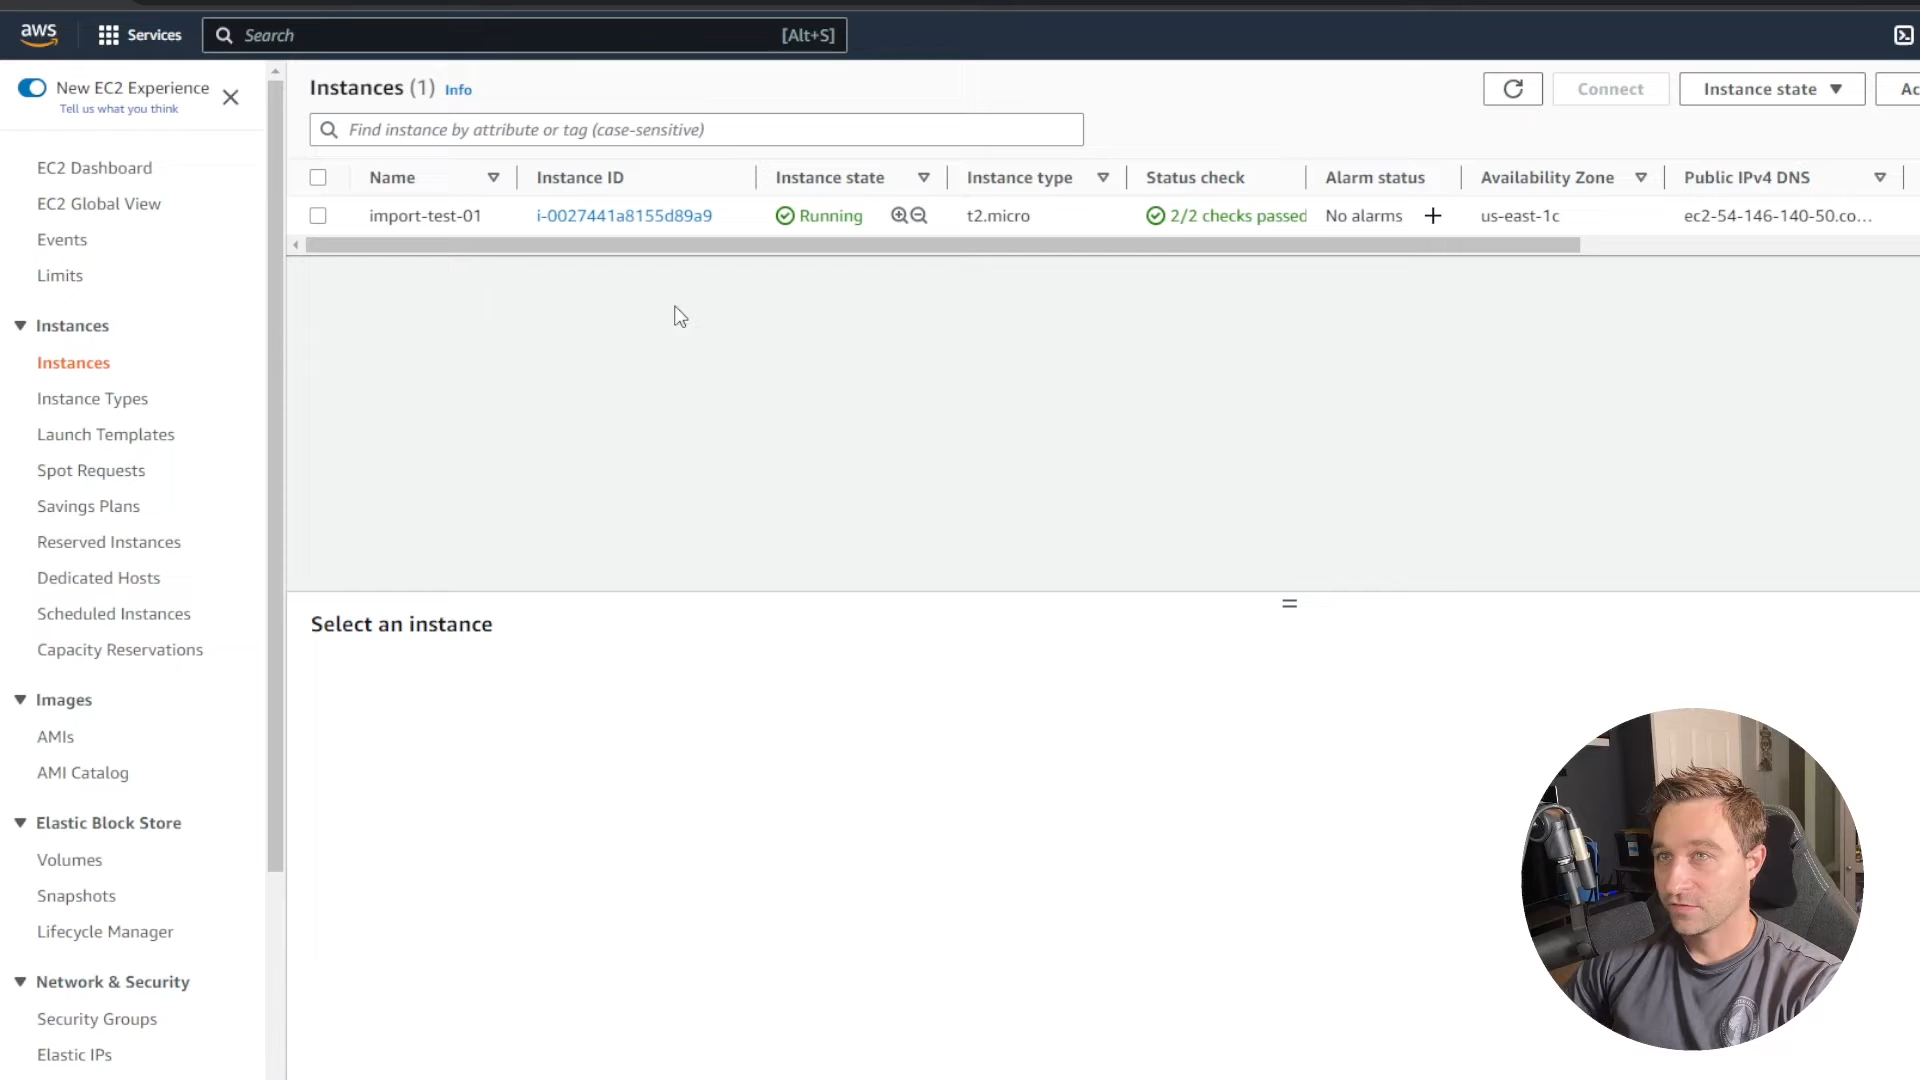 aws
Services
Search
[Alt+S]
New EC2 Experience
Tell us what you think
EC2 Dashboard
EC2 Global View
Events
Limits
Instances
Instances
Instance Types
Launch Templates
Spot Requests
Savings Plans
Reserved Instances
Dedicated Hosts
Scheduled Instances
Capacity Reservations
Images
AMIs
AMI Catalog
Elastic Block Store
Volumes
Snapshots
Lifecycle Manager
Network & Security
Security Groups
Elastic IPs
Instances (1) Info
Connect
Instance state
Ac
Find instance by attribute or tag (case-sensitive)
Name Instance ID Instance state Instance type Status check Alarm status Availability Zone Public IPv4 DNS
import-test-01 i-0027441a8155d89a9 Running t2.micro 2/2 checks passed No alarms + us-east-1c ec2-54-146-140-50.co...
Select an instance